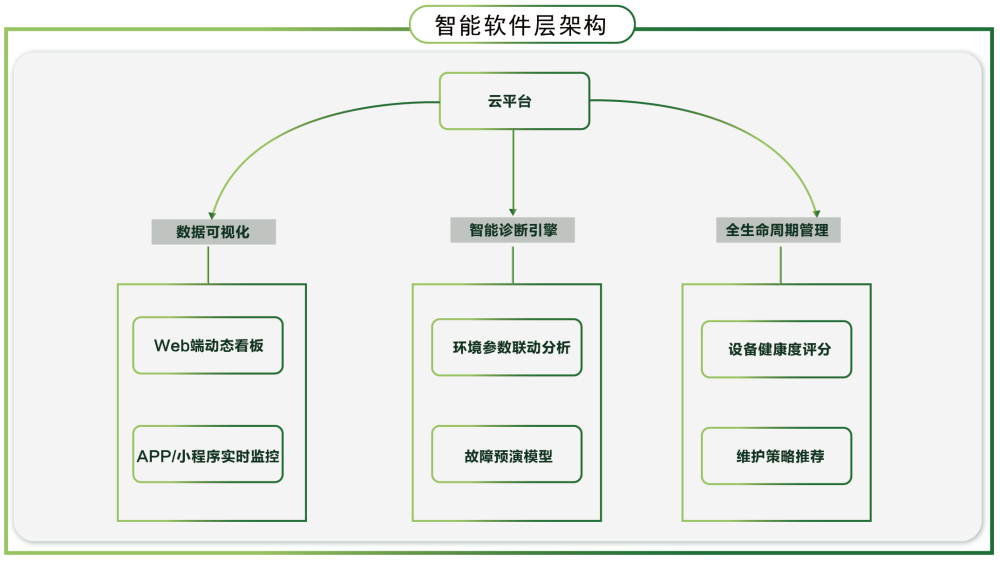 智能软件层架构
云平台
数据可视化
智能诊断引擎
全生命周期管理
Web端动态看板
环境参数联动分析
设备健康度评分
APP/小程序实时监控
故障预演模型
维护策略推荐